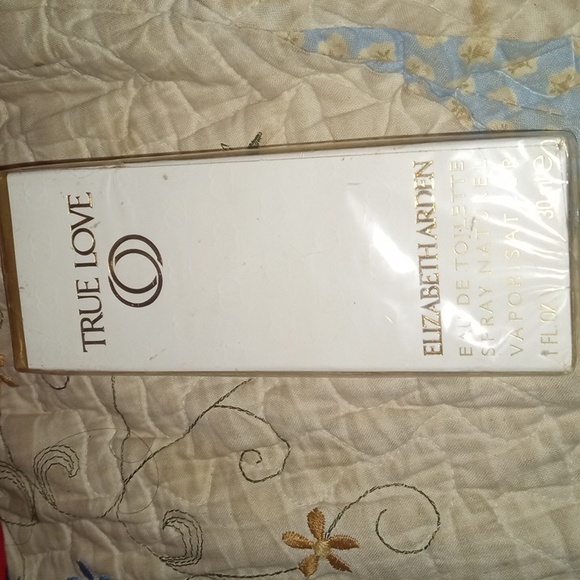 TRUE LOVE
ELIZABETH ARDEN
EAU DE TOILETTE
SPRAY NATUREL
VAPORISATEUR
1 FL OZ 30 ml e